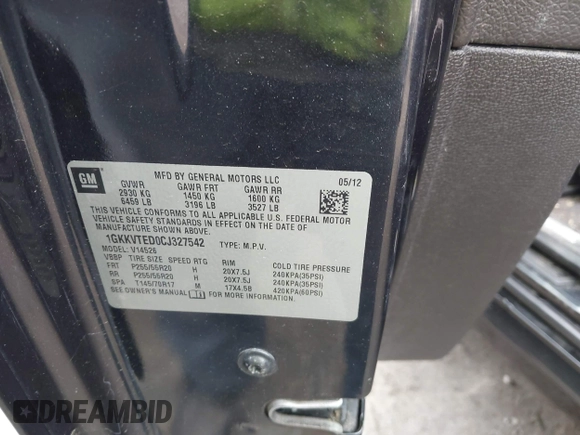 GM
MFD BY GENERAL MOTORS LLC
05/12
GVWR GAWR FRT GAWR RR
2930 KG 1450 KG 1600 KG
6459 LB 3196 LB 3527 LB
THIS VEHICLE CONFORMS TO ALL APPLICABLE U.S. FEDERAL MOTOR
VEHICLE SAFETY STANDARDS IN EFFECT ON THE DATE OF
MANUFACTURE SHOWN ABOVE.
1GKKVTED0CJ327542 TYPE: M.P.V.
MODEL: V14526
VBBP TIRE SIZE SPEED RTG RIM COLD TIRE PRESSURE
FRT P255/55R20 H 20X7.5J 240KPA(35PSI)
RR P255/55R20 H 20X7.5J 240KPA(35PSI)
SPA T145/70R17 M 17X4.5B 420KPA(60PSI)
SEE OWNER'S MANUAL FOR MORE INFORMATION.
DREAMBID